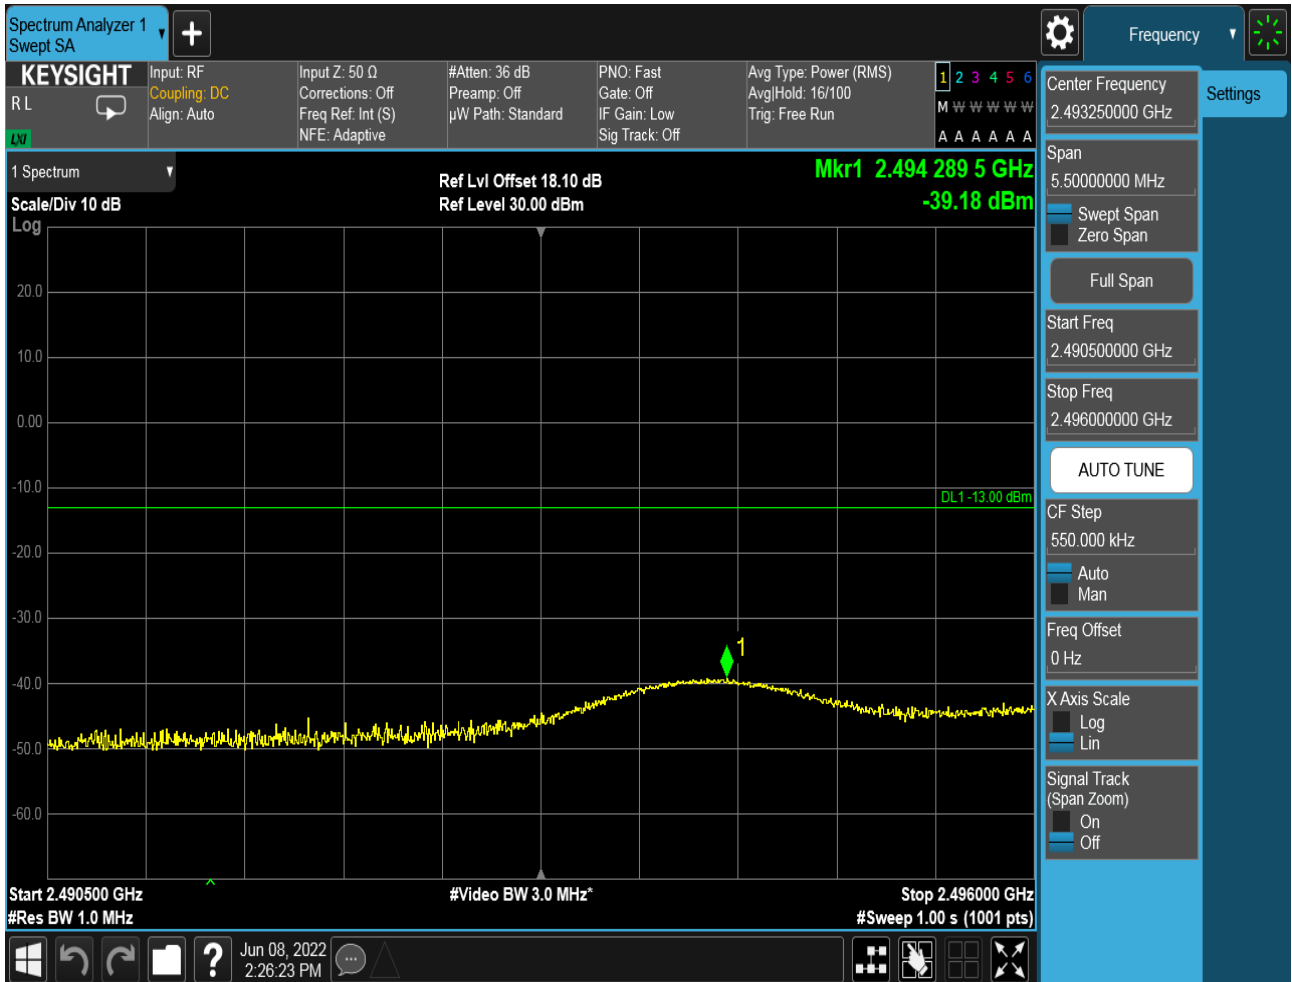 Spectrum Analyzer 1
Swept SA
Frequency
KEYSIGHT
R L
LXI
Input: RF
Coupling: DC
Align: Auto
Input Z: 50 Ω
Corrections: Off
Freq Ref: Int (S)
NFE: Adaptive
#Atten: 36 dB
Preamp: Off
µW Path: Standard
PNO: Fast
Gate: Off
IF Gain: Low
Sig Track: Off
Avg Type: Power (RMS)
Avg|Hold: 16/100
Trig: Free Run
1 2 3 4 5 6
M W W W W W
A A A A A A
1 Spectrum
Scale/Div 10 dB
Log
Ref Lvl Offset 18.10 dB
Ref Level 30.00 dBm
Mkr1 2.494 289 5 GHz
-39.18 dBm
20.0
10.0
0.00
-10.0
DL1 -13.00 dBm
-20.0
-30.0
1
-40.0
-50.0
-60.0
Start 2.490500 GHz
#Res BW 1.0 MHz
#Video BW 3.0 MHz*
Stop 2.496000 GHz
#Sweep 1.00 s (1001 pts)
Jun 08, 2022
2:26:23 PM
Center Frequency
2.493250000 GHz
Settings
Span
5.50000000 MHz
Swept Span
Zero Span
Full Span
Start Freq
2.490500000 GHz
Stop Freq
2.496000000 GHz
AUTO TUNE
CF Step
550.000 kHz
Auto
Man
Freq Offset
0 Hz
X Axis Scale
Log
Lin
Signal Track
(Span Zoom)
On
Off